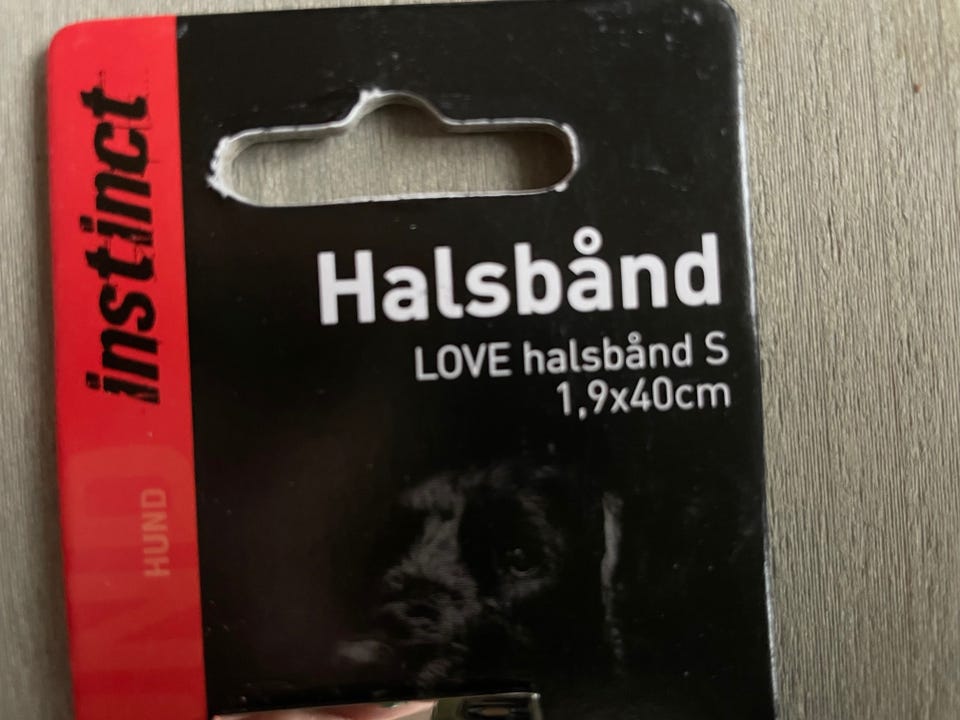 instinct
Halsbånd
LOVE halsbånd S
1,9x40cm
HUND